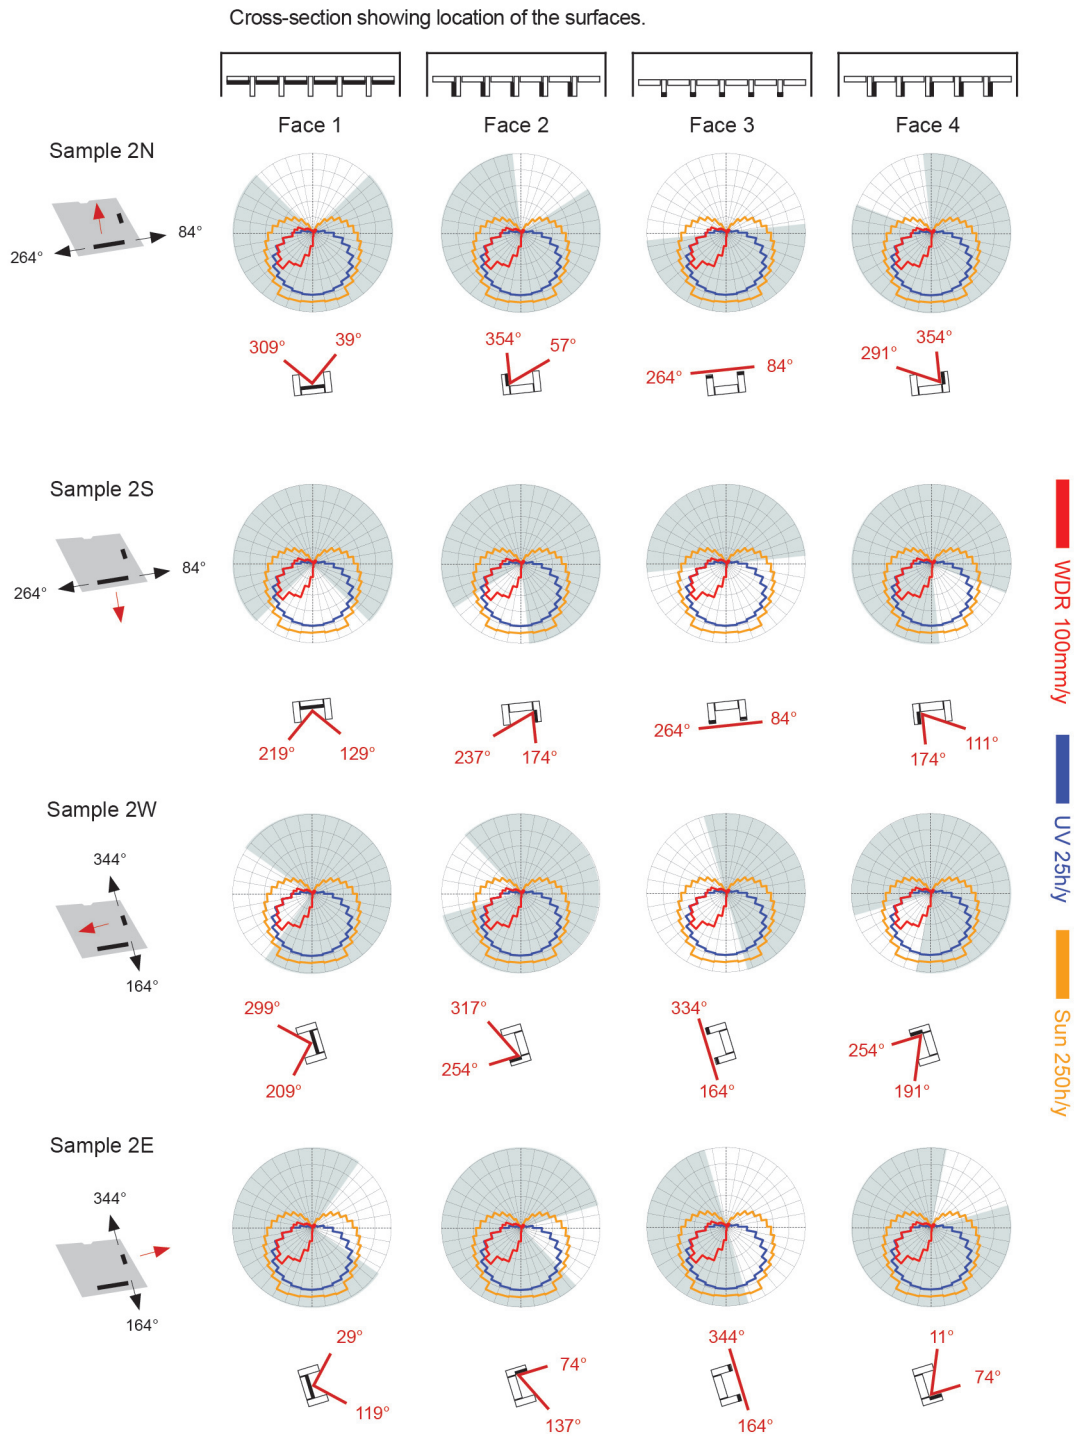 Cross-section showing location of the surfaces.
Face 1 Face 2 Face 3 Face 4
Sample 2N
84°
264°
309° 39° 354° 57° 264° 84° 291° 354°
Sample 2S
84°
264°
219° 129° 237° 174° 264° 84° 174° 111°
Sample 2W
344°
164°
299° 209° 317° 254° 334° 164° 254° 191°
Sample 2E
344°
164°
29° 119° 74° 137° 344° 164° 11° 74°
WDR 100mm/y
UV 25h/y
Sun 250h/y